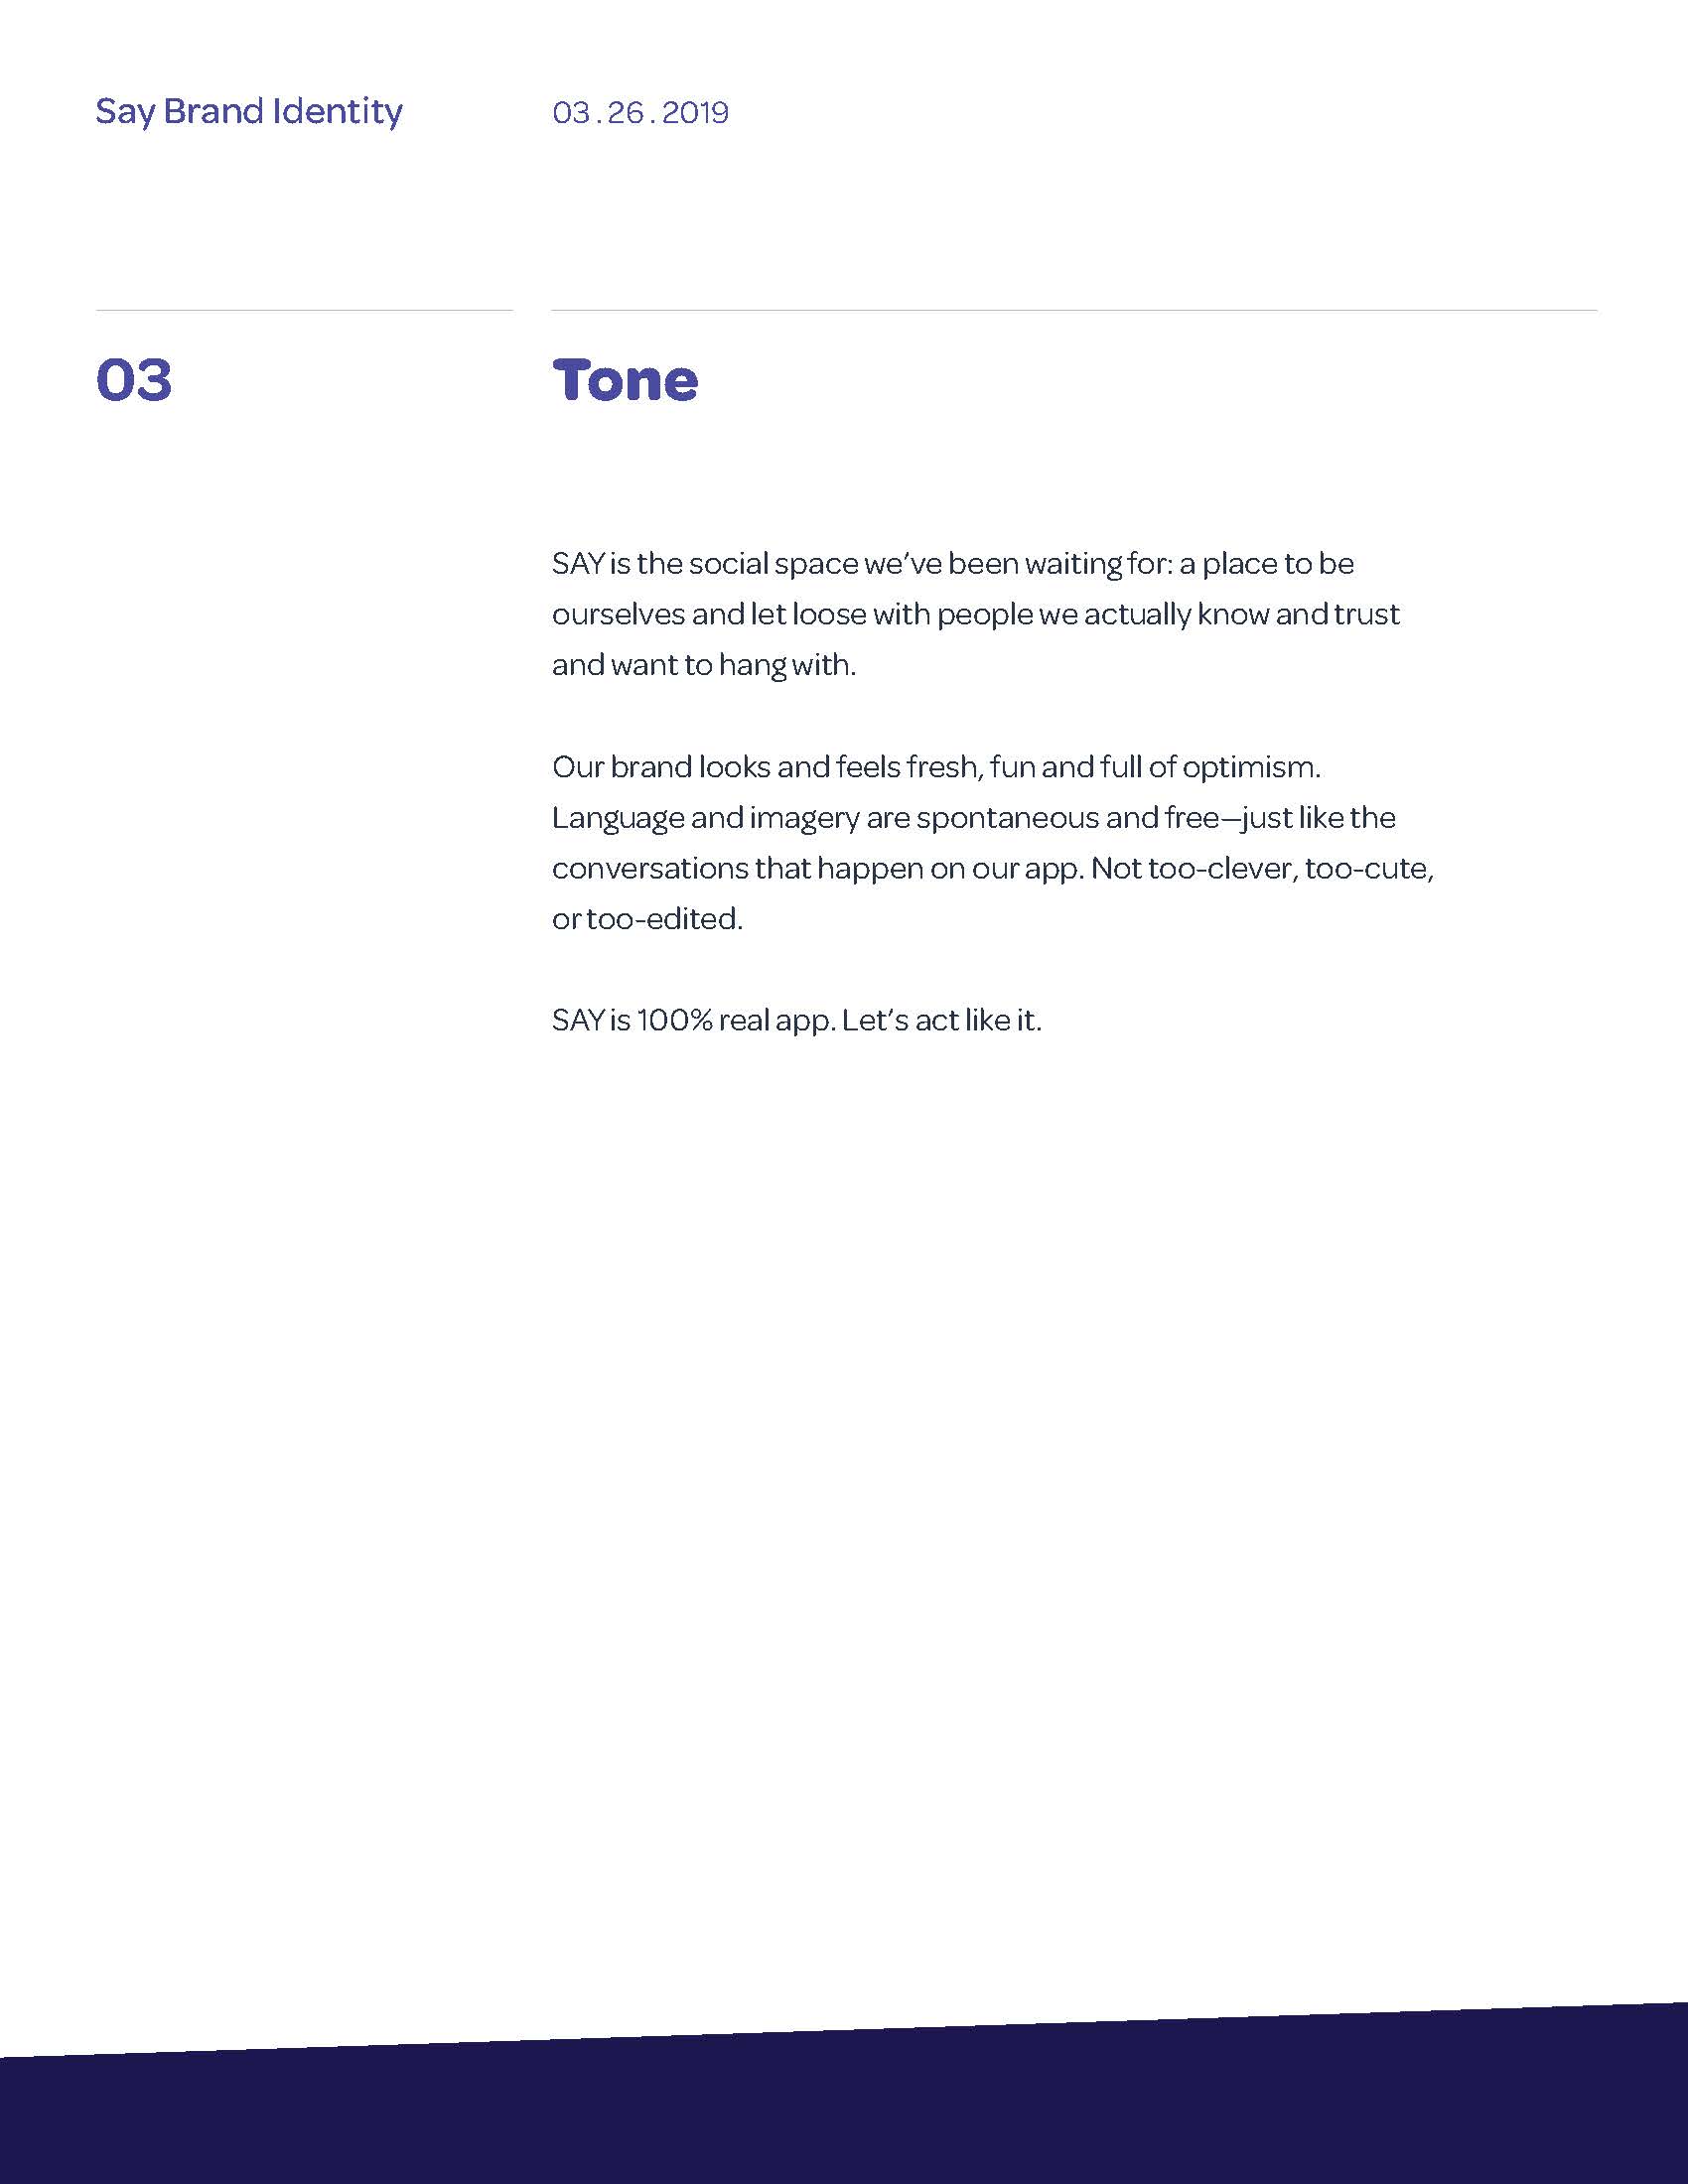 Say Brand Identity
03 . 26 . 2019
03
Tone
SAY is the social space we’ve been waiting for: a place to be
ourselves and let loose with people we actually know and trust
and want to hang with.
Our brand looks and feels fresh, fun and full of optimism.
Language and imagery are spontaneous and free—just like the
conversations that happen on our app. Not too-clever, too-cute,
or too-edited.
SAY is 100% real app. Let’s act like it.